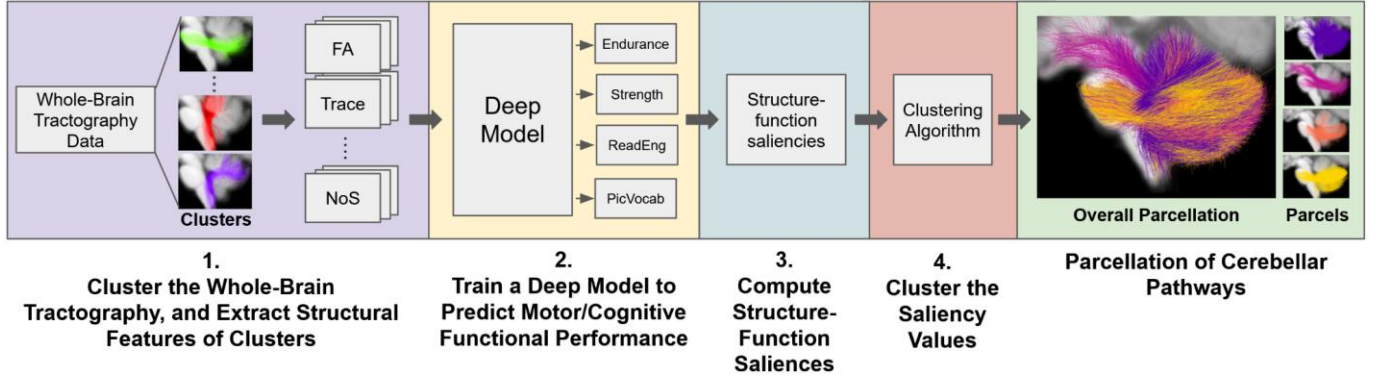 Whole-Brain
Tractography
Data
Clusters
FA
Trace
NoS
Deep
Model
Endurance
Strength
ReadEng
PicVocab
Structure-
function
saliencies
Clustering
Algorithm
Overall Parcellation
Parcels
1.
Cluster the Whole-Brain
Tractography, and Extract Structural
Features of Clusters
2.
Train a Deep Model to
Predict Motor/Cognitive
Functional Performance
3.
Compute
Structure-
Function
Saliences
4.
Cluster the
Saliency
Values
Parcellation of Cerebellar
Pathways